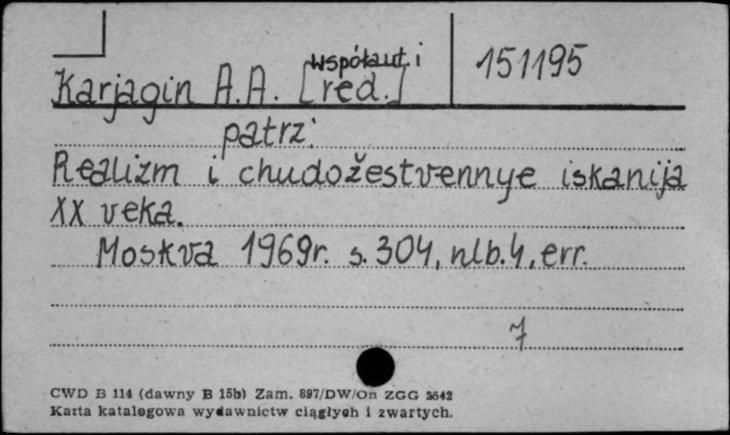 współaut. i
Karjagin A.A. [red.] 151195
patrz:
Realizm i chudožestvennye iskanija
XX veka.
Moskva 1969r. s. 304, nlb. 4, err.
7
CWD B 114 (dawny B 15b) Zam. 897/DW/On ZGG 3642
Karta katalogowa wydawnictw ciągłych i zwartych.